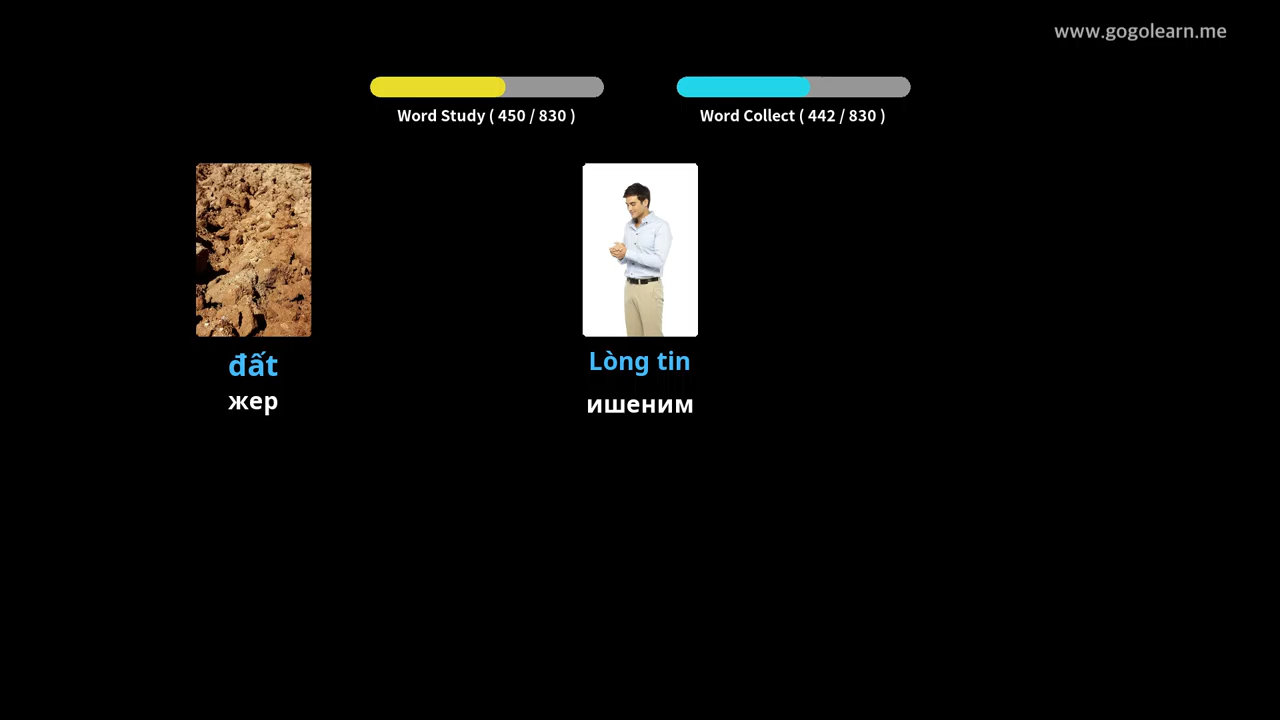 www.gogolearn.me
Word Study ( 450 / 830 )
Word Collect ( 442 / 830 )
đất
жер
Lòng tin
ишеним